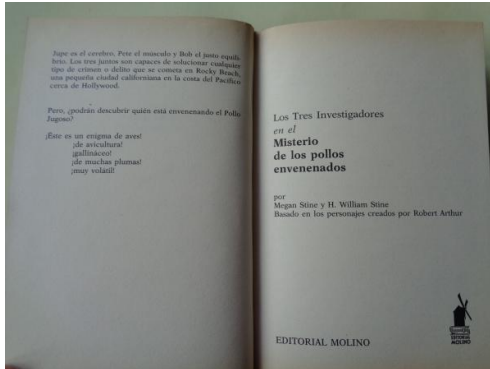 Jupe es el cerebro, Pete el músculo y Bob el justo equili-
brio. Los tres juntos son capaces de solucionar cualquier
tipo de crimen o delito que se cometa en Rocky Beach,
una pequeña ciudad californiana en la costa del Pacífico
cerca de Hollywood.
Pero, ¿podrán descubrir quién está envenenando el Pollo
Jugoso?
¡Éste es un enigma de aves!
¡de avicultura!
¡gallináceo!
¡de muchas plumas!
¡muy volátil!
Los Tres Investigadores
en el
Misterio
de los pollos
envenenados
por
Megan Stine y H. William Stine
Basado en los personajes creados por Robert Arthur
EDITORIAL MOLINO
EDITORIAL
MOLINO